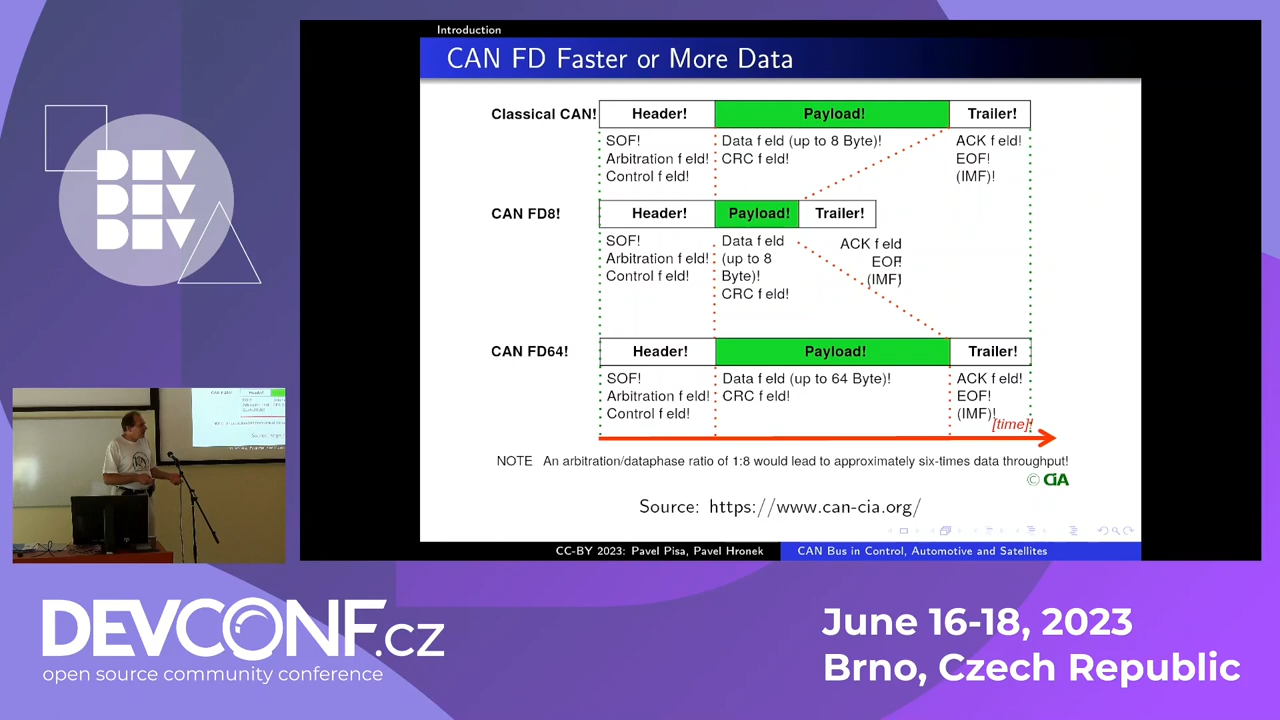 Introduction
CAN FD Faster or More Data
Classical CAN! Header! Payload! Trailer!
SOF! Data f eld (up to 8 Byte)! ACK f eld!
Arbitration f eld! CRC f eld! EOF!
Control f eld! (IMF)!
CAN FD8! Header! Payload! Trailer!
SOF! Data f eld ACK f eld
Arbitration f eld! (up to 8 EOF!
Control f eld! Byte)! (IMF)!
CRC f eld!
CAN FD64! Header! Payload! Trailer!
SOF! Data f eld (up to 64 Byte)! ACK f eld!
Arbitration f eld! CRC f eld! EOF!
Control f eld! (IMF)!
[time]!
NOTE An arbitration/dataphase ratio of 1:8 would lead to approximately six-times data throughput!
© CiA
Source: https://www.can-cia.org/
CC-BY 2023: Pavel Pisa, Pavel Hronek CAN Bus in Control, Automotive and Satellites
DEV
DEV
DEV
DEVCONF.cz
open source community conference
June 16-18, 2023
Brno, Czech Republic